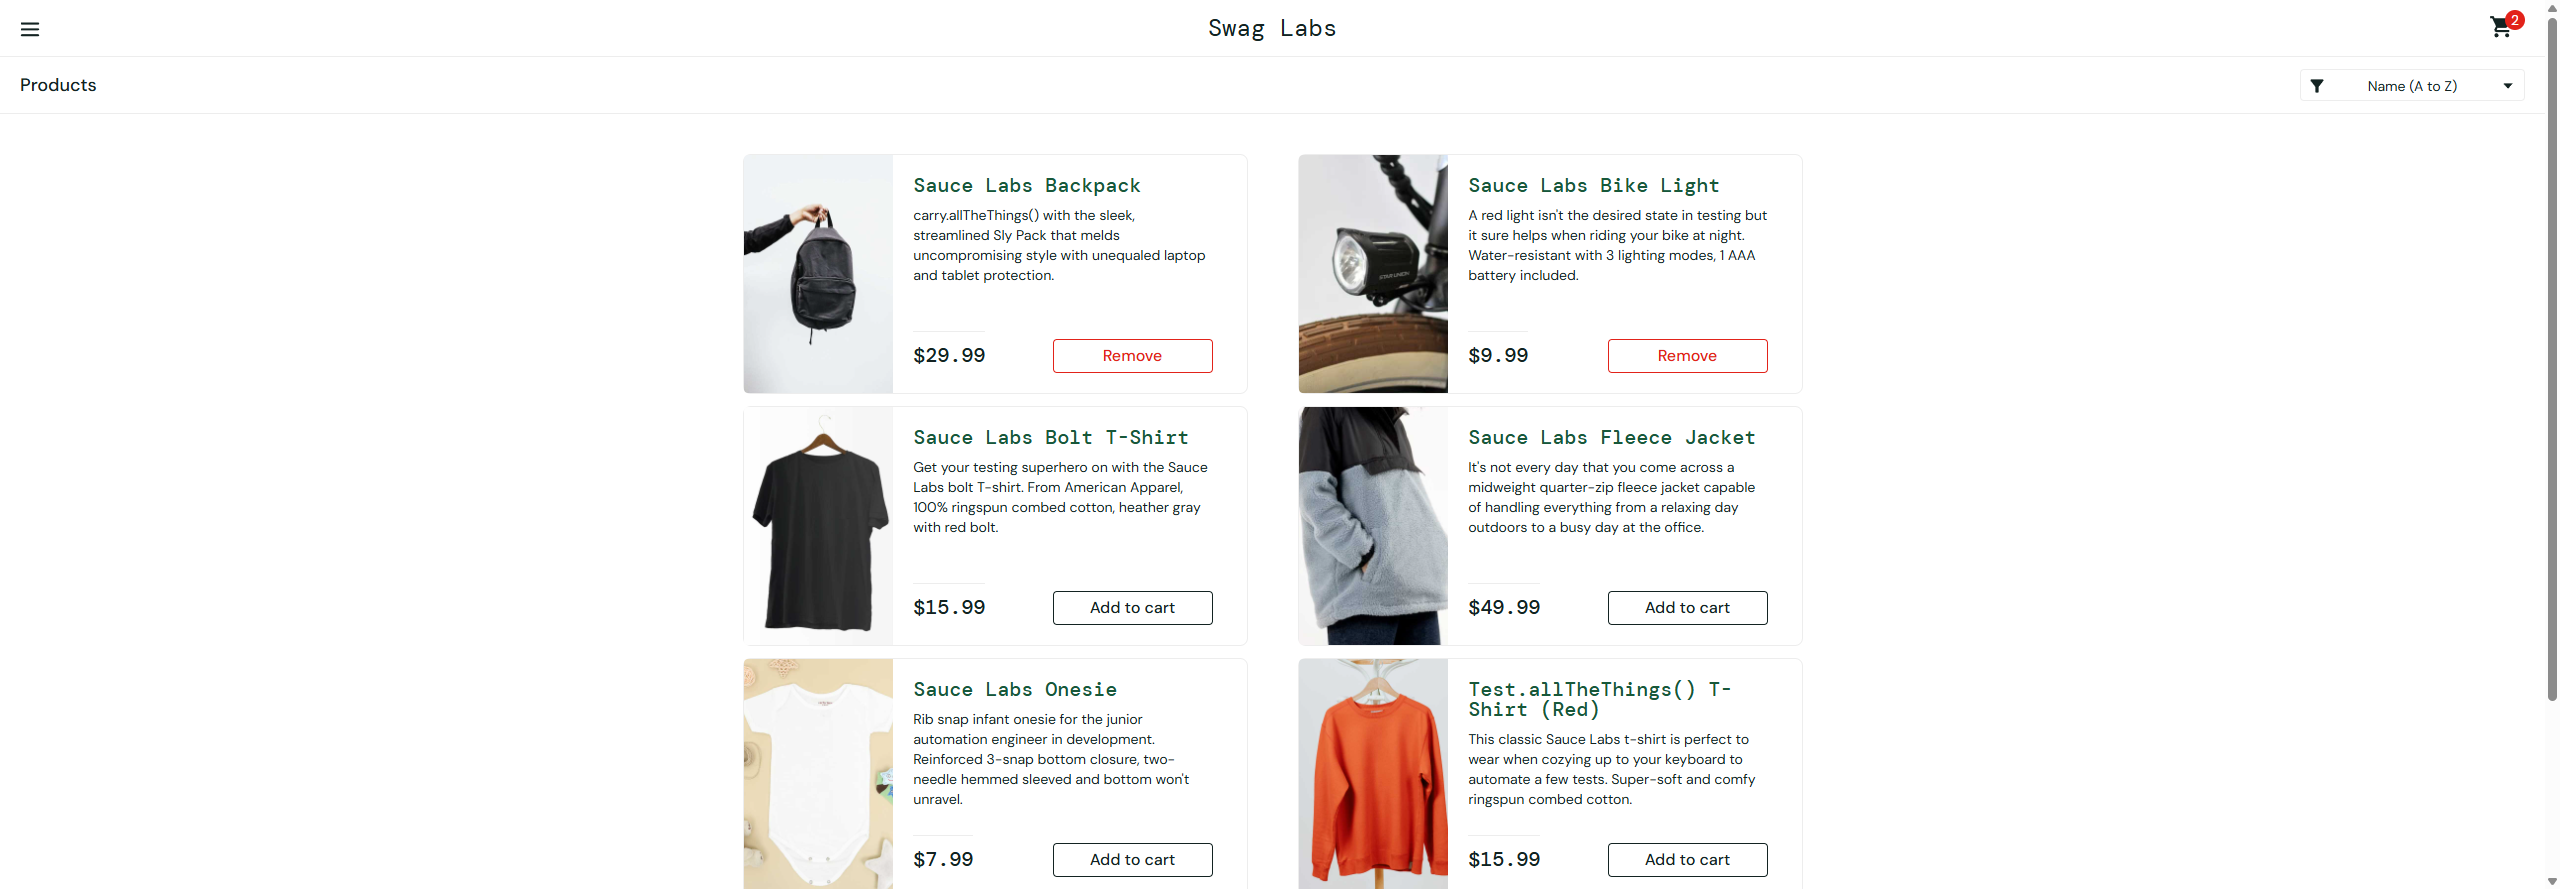 Swag Labs
2
Products
Name (A to Z)
Sauce Labs Backpack
carry.allTheThings() with the sleek,
streamlined Sly Pack that melds
uncompromising style with unequaled laptop
and tablet protection.
$29.99
Remove
Sauce Labs Bike Light
A red light isn't the desired state in testing but
it sure helps when riding your bike at night.
Water-resistant with 3 lighting modes, 1 AAA
battery included.
$9.99
Remove
Sauce Labs Bolt T-Shirt
Get your testing superhero on with the Sauce
Labs bolt T-shirt. From American Apparel,
100% ringspun combed cotton, heather gray
with red bolt.
$15.99
Add to cart
Sauce Labs Fleece Jacket
It's not every day that you come across a
midweight quarter-zip fleece jacket capable
of handling everything from a relaxing day
outdoors to a busy day at the office.
$49.99
Add to cart
Sauce Labs Onesie
Rib snap infant onesie for the junior
automation engineer in development.
Reinforced 3-snap bottom closure, two-
needle hemmed sleeved and bottom won't
unravel.
$7.99
Add to cart
Test.allTheThings() T-
Shirt (Red)
This classic Sauce Labs t-shirt is perfect to
wear when cozying up to your keyboard to
automate a few tests. Super-soft and comfy
ringspun combed cotton.
$15.99
Add to cart